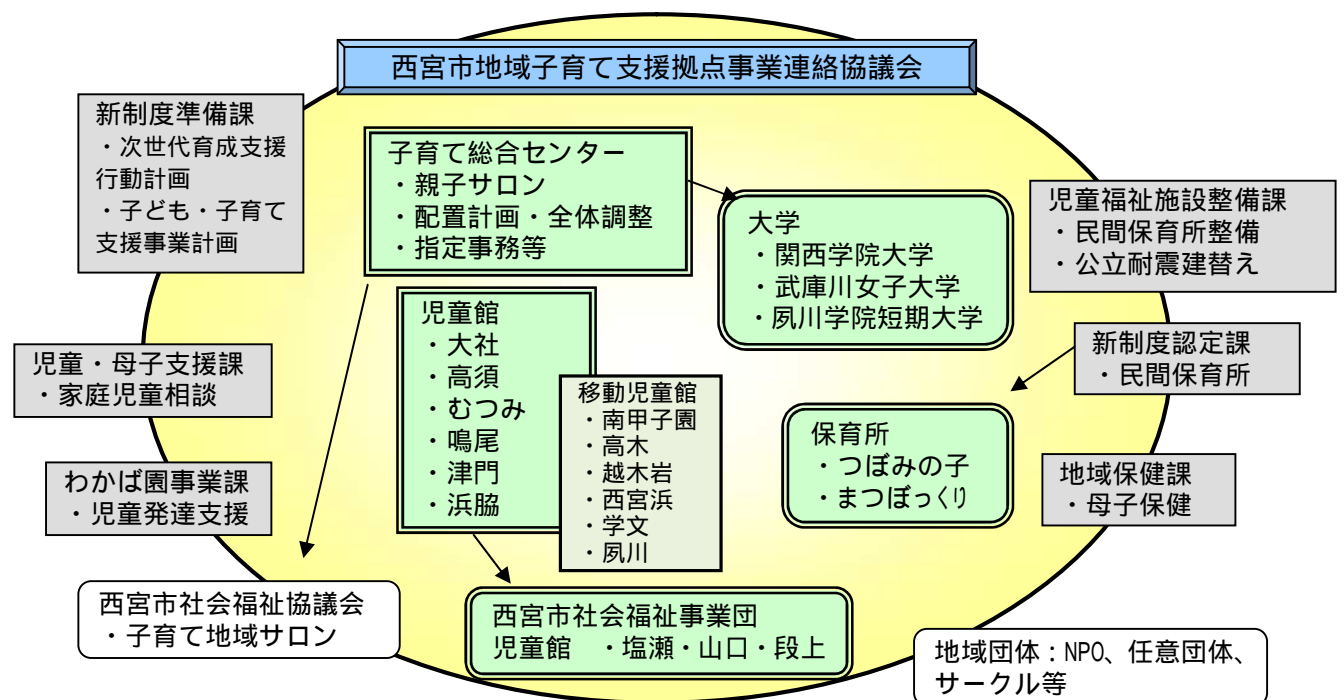 西宮市地域子育て支援拠点事業連絡協議会
新制度準備課
・次世代育成支援
行動計画
・子ども・子育て
支援事業計画
子育て総合センター
・親子サロン
・配置計画・全体調整
・指定事務等
大学
・関西学院大学
・武庫川女子大学
・夙川学院短期大学
児童福祉施設整備課
・民間保育所整備
・公立耐震建替え
児童館
・大社
・高須
・むつみ
・鳴尾
・津門
・浜脇
移動児童館
・南甲子園
・高木
・越木岩
・西宮浜
・学文
・夙川
新制度認定課
・民間保育所
児童・母子支援課
・家庭児童相談
保育所
・つぼみの子
・まつぼっくり
わかば園事業課
・児童発達支援
地域保健課
・母子保健
西宮市社会福祉協議会
・子育て地域サロン
西宮市社会福祉事業団
児童館 ・塩瀬・山口・段上
地域団体：NPO、任意団体、
サークル等